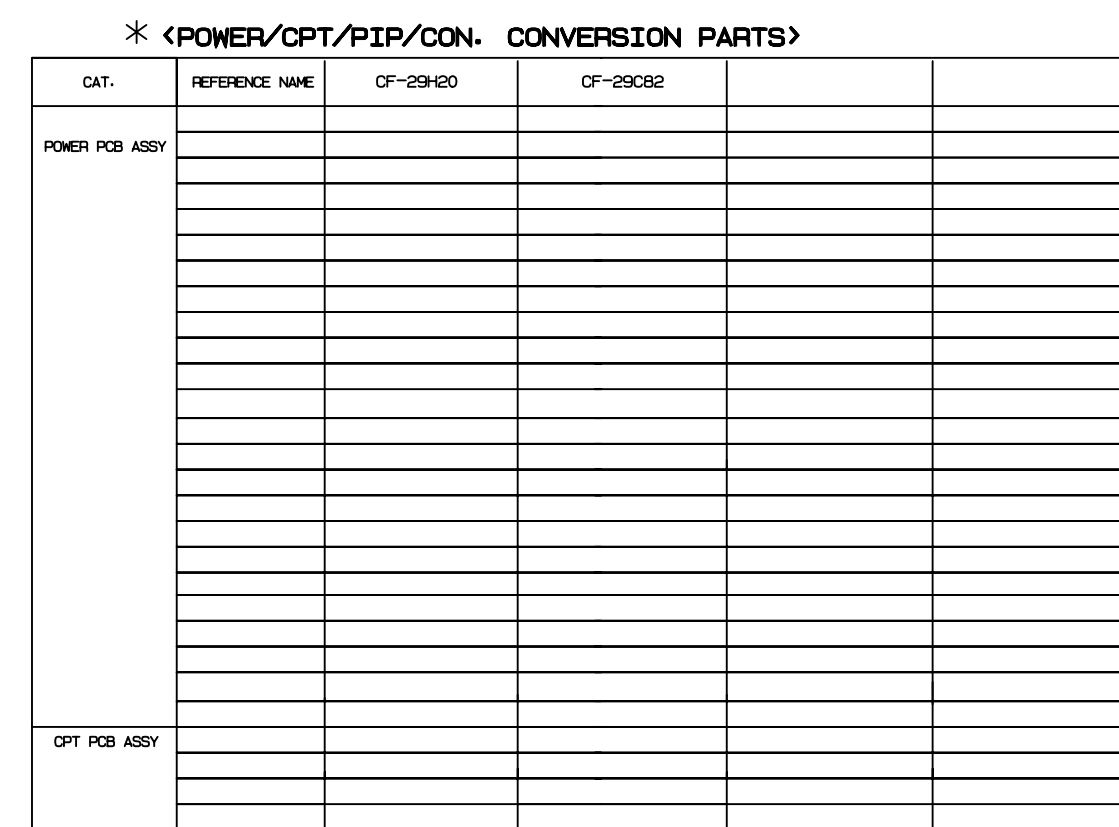 * <POWER/CPT/PIP/CON. CONVERSION PARTS>
CAT. REFERENCE NAME CF-29H20 CF-29C82
POWER PCB ASSY
CPT PCB ASSY